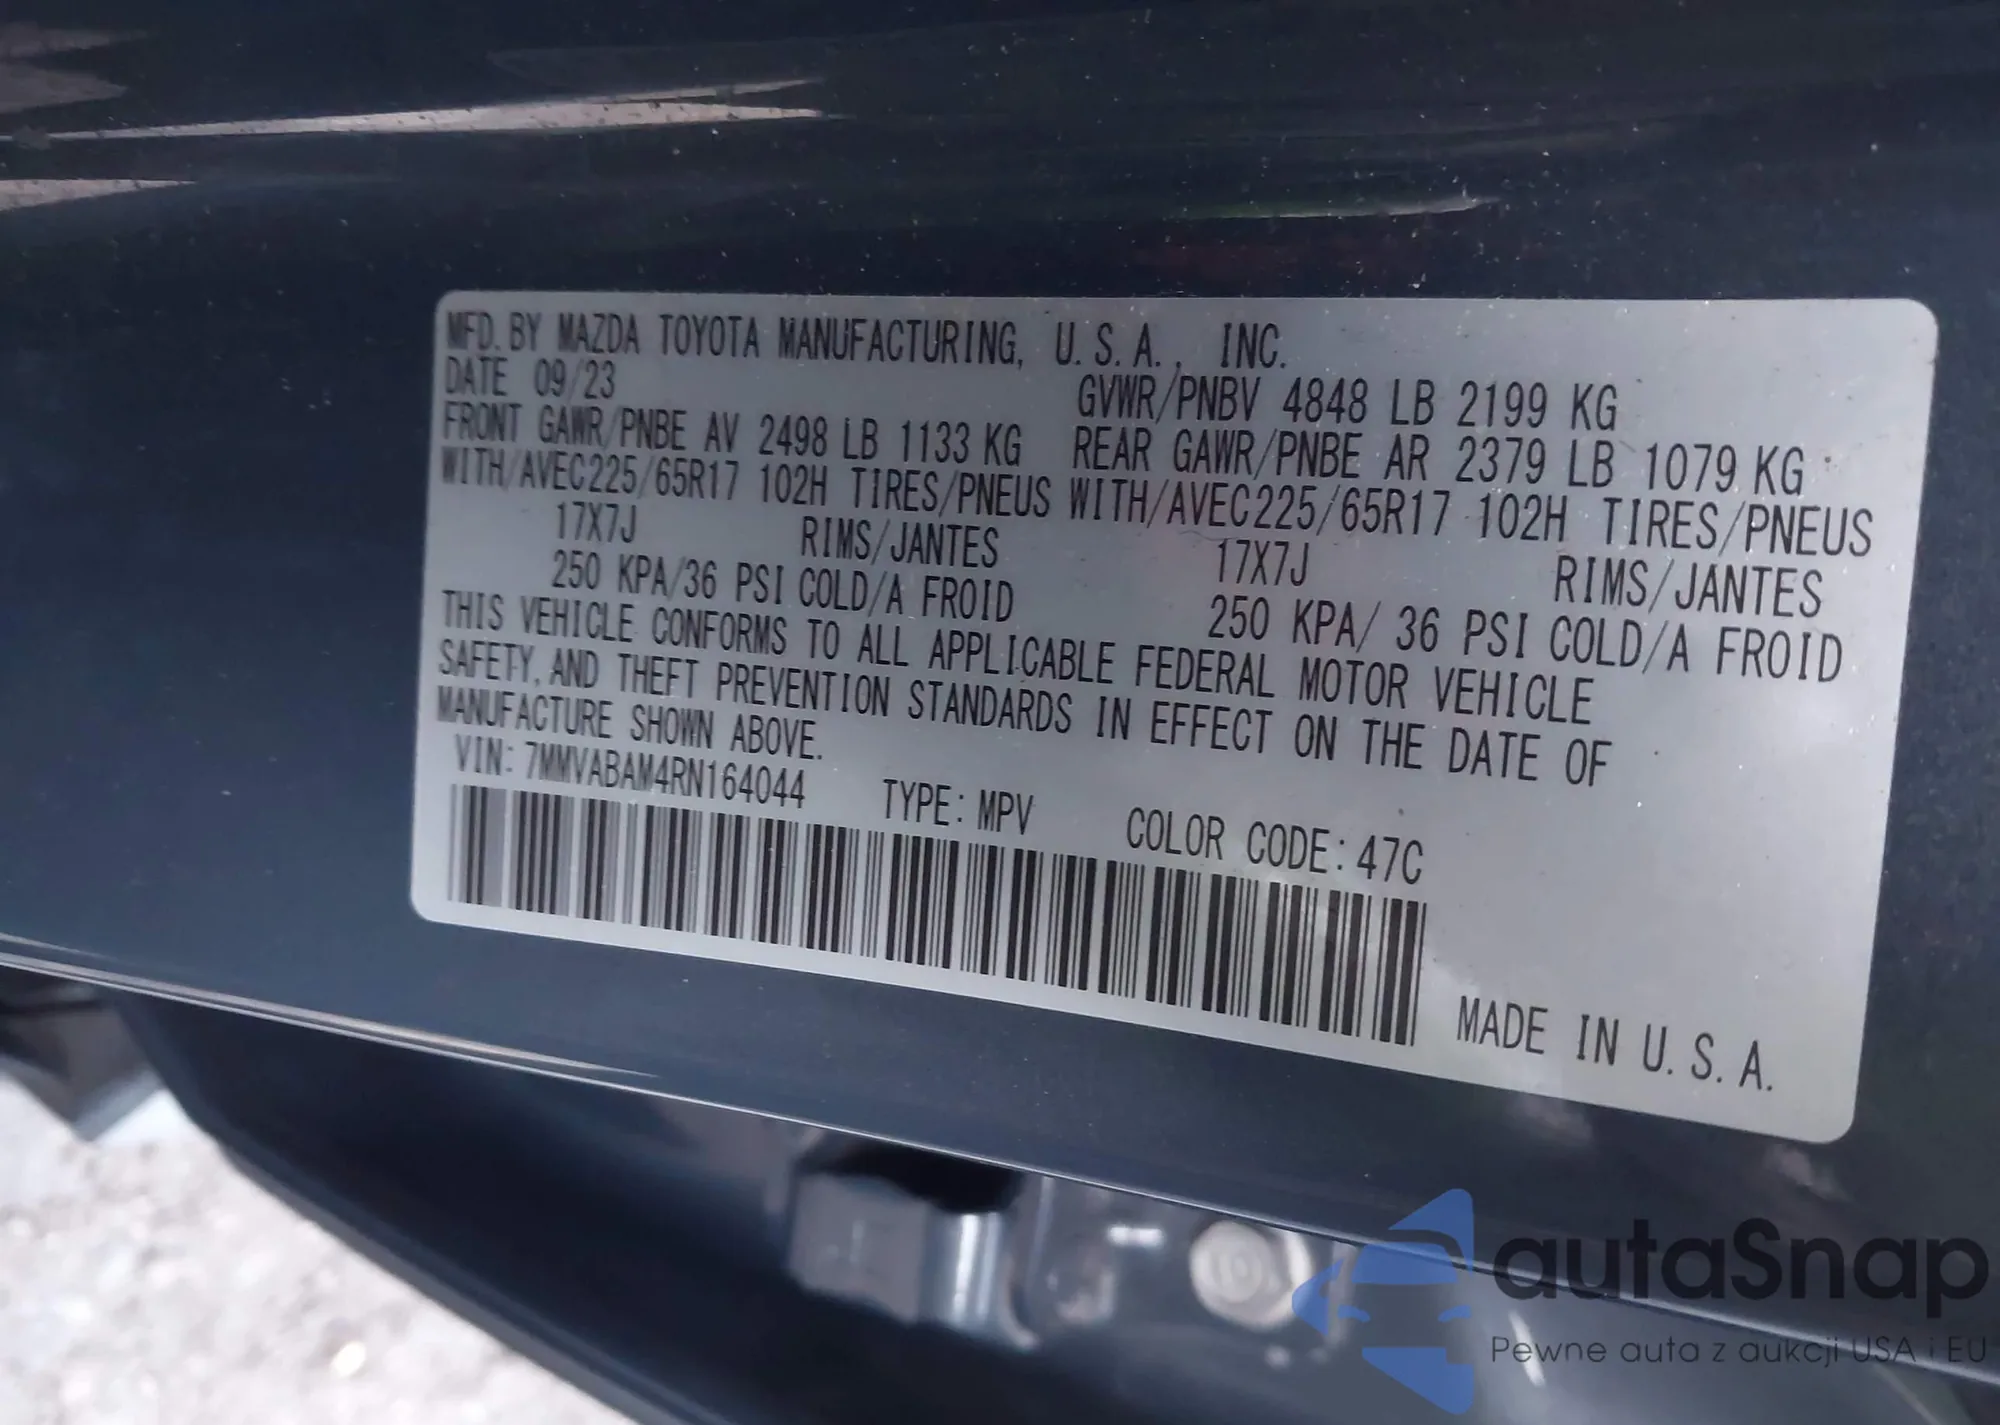 MFD. BY MAZDA TOYOTA MANUFACTURING, U.S.A., INC.
DATE 09/23 GVWR/PNBV 4848 LB 2199 KG
FRONT GAWR/PNBE AV 2498 LB 1133 KG REAR GAWR/PNBE AR 2379 LB 1079 KG
WITH/AVEC225/65R17 102H TIRES/PNEUS WITH/AVEC225/65R17 102H TIRES/PNEUS
17X7J RIMS/JANTES 17X7J RIMS/JANTES
250 KPA/36 PSI COLD/A FROID 250 KPA/ 36 PSI COLD/A FROID
THIS VEHICLE CONFORMS TO ALL APPLICABLE FEDERAL MOTOR VEHICLE
SAFETY, AND THEFT PREVENTION STANDARDS IN EFFECT ON THE DATE OF
MANUFACTURE SHOWN ABOVE.
VIN: 7MMVABAM4RN164044 TYPE: MPV COLOR CODE: 47C
MADE IN U.S.A.
autaSnap
Pewne auta z aukcji USA i EU